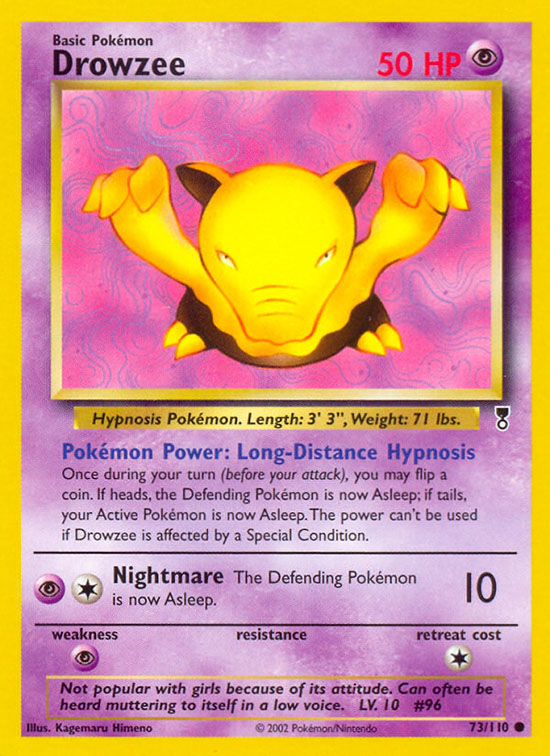 Basic Pokémon
Drowzee
50 HP
Hypnosis Pokémon. Length: 3' 3", Weight: 71 lbs.
Pokémon Power: Long-Distance Hypnosis
Once during your turn (before your attack), you may flip a
coin. If heads, the Defending Pokémon is now Asleep; if tails,
your Active Pokémon is now Asleep. The power can't be used
if Drowzee is affected by a Special Condition.
Nightmare The Defending Pokémon
is now Asleep.
10
weakness
resistance
retreat cost
Not popular with girls because of its attitude. Can often be
heard muttering to itself in a low voice. LV. 10 #96
Illus. Kagemaru Himeno
© 2002 Pokémon/Nintendo
73/110